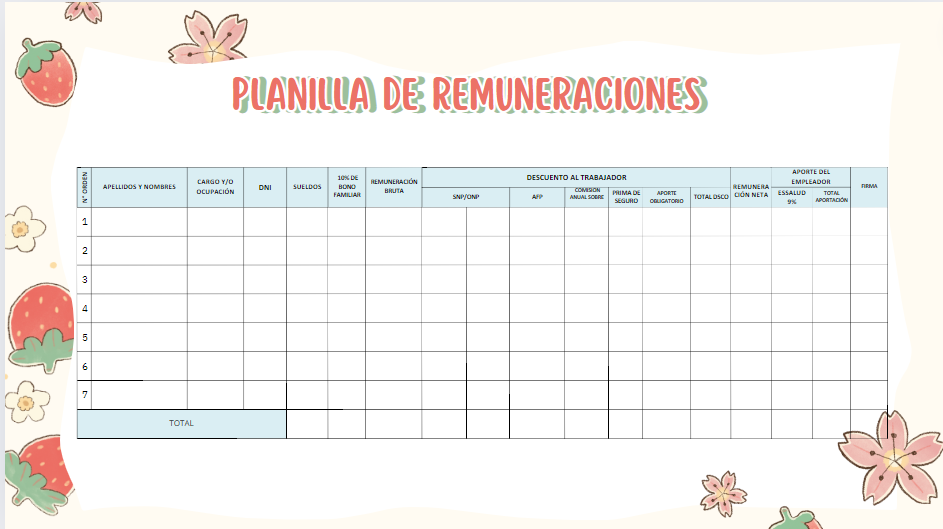 PLANILLA DE REMUNERACIONES
N° ORDEN
APELLIDOS Y NOMBRES
CARGO Y/O
OCUPACIÓN
DNI
SUELDOS
10% DE
BONO
FAMILIAR
REMUNERACIÓN
BRUTA
DESCUENTO AL TRABAJADOR
SNP/ONP
AFP
COMISION
ANUAL SOBRE
PRIMA DE
SEGURO
APORTE
OBLIGATORIO
TOTAL DSCO
REMUNERA
CIÓN NETA
APORTE DEL
EMPLEADOR
ESSALUD
9%
TOTAL
APORTACIÓN
FIRMA
1
2
3
4
5
6
7
TOTAL